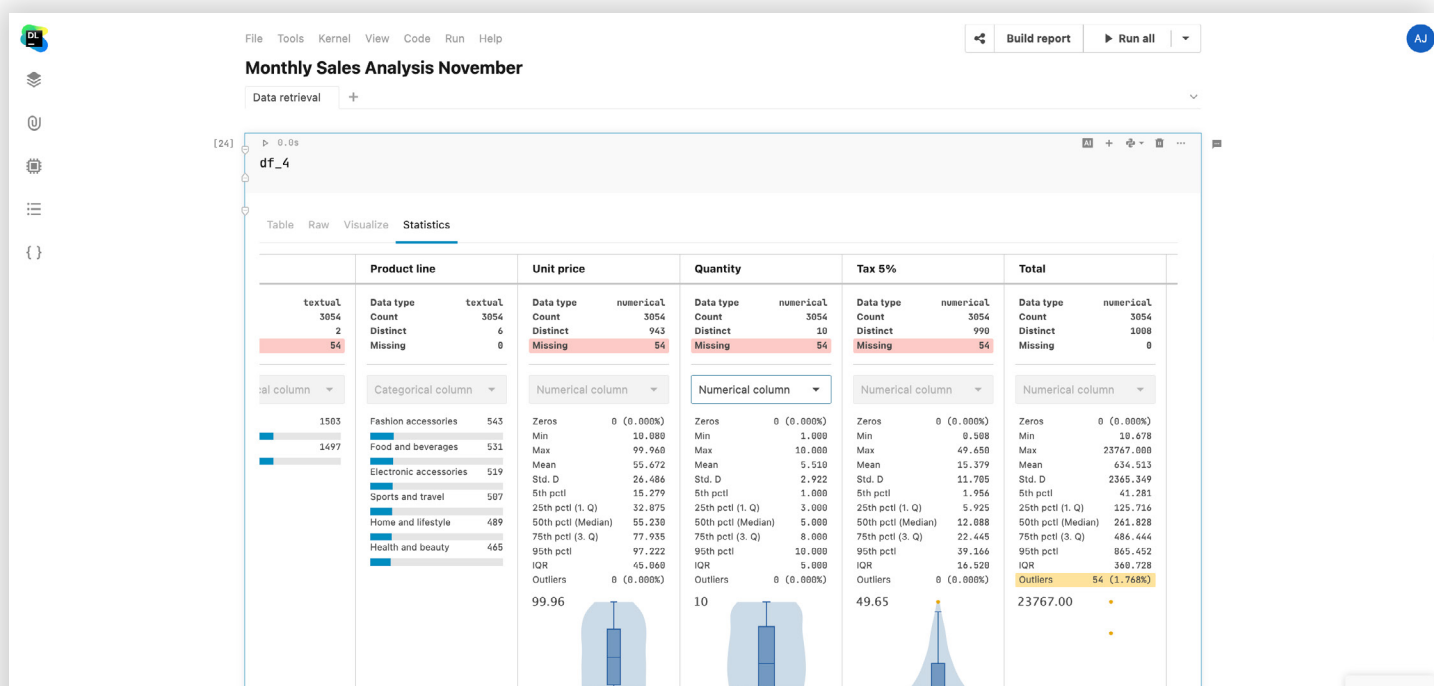 DL
File Tools Kernel View Code Run Help
Build report
Run all
AJ
Monthly Sales Analysis November
Data retrieval +
[24]
0.0s
AI
df_4
Table Raw Visualize Statistics
Product line Unit price Quantity Tax 5% Total
textual Data type textual Data type numerical Data type numerical Data type numerical Data type numerical
3054 Count 3054 Count 3054 Count 3054 Count 3054 Count 3054
2 Distinct 6 Distinct 943 Distinct 10 Distinct 990 Distinct 1008
54 Missing 0 Missing 54 Missing 54 Missing 54 Missing 0
cal column Categorical column Numerical column Numerical column Numerical column Numerical column
1503 Fashion accessories 543 Zeros 0 (0.000%) Zeros 0 (0.000%) Zeros 0 (0.000%) Zeros 0 (0.000%)
Min 10.080 Min 1.000 Min 0.508 Min 10.678
1497 Food and beverages 531 Max 99.960 Max 10.000 Max 49.650 Max 23767.000
Mean 55.672 Mean 5.510 Mean 15.379 Mean 634.513
Electronic accessories 519 Std. D 26.486 Std. D 2.922 Std. D 11.705 Std. D 2365.349
5th pctl 15.279 5th pctl 1.000 5th pctl 1.956 5th pctl 41.281
Sports and travel 507 25th pctl (1. Q) 32.875 25th pctl (1. Q) 3.000 25th pctl (1. Q) 5.925 25th pctl (1. Q) 125.716
Home and lifestyle 489 50th pctl (Median) 55.230 50th pctl (Median) 5.000 50th pctl (Median) 12.088 50th pctl (Median) 261.828
75th pctl (3. Q) 77.935 75th pctl (3. Q) 8.000 75th pctl (3. Q) 22.445 75th pctl (3. Q) 486.444
Health and beauty 465 95th pctl 97.222 95th pctl 10.000 95th pctl 39.166 95th pctl 865.452
IQR 45.060 IQR 5.000 IQR 16.520 IQR 360.728
Outliers 0 (0.000%) Outliers 0 (0.000%) Outliers 0 (0.000%) Outliers 54 (1.768%)
99.96 10 49.65 23767.00